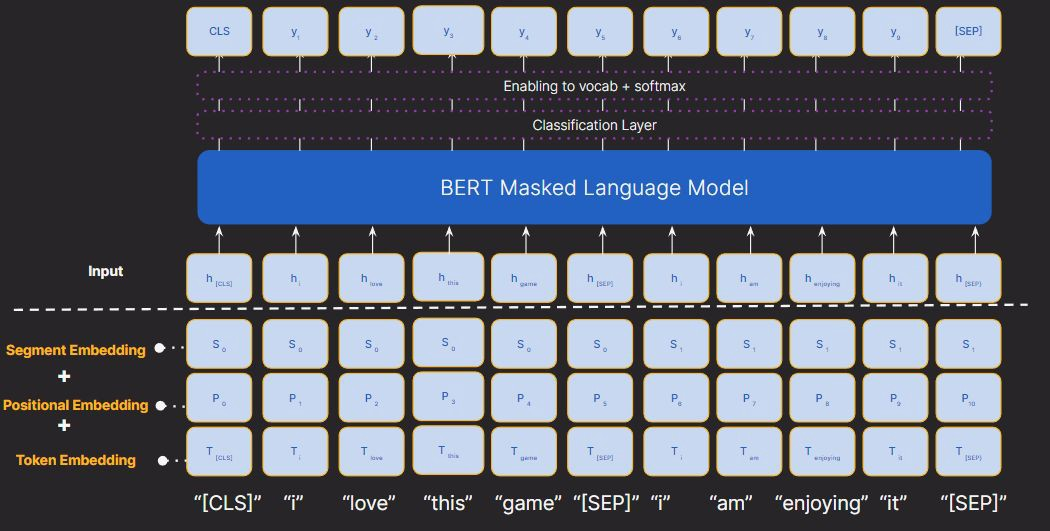 CLS y1 y2 y3 y4 y5 y6 y7 y8 y9 [SEP]
Enabling to vocab + softmax
Classification Layer
BERT Masked Language Model
Input h[CLS] hi hlove hthis hgame h[SEP] hi ham henjoying hit h[SEP]
Segment Embedding S0 S0 S0 S0 S0 S0 S1 S1 S1 S1 S1
+
Positional Embedding P0 P1 P2 P3 P4 P5 P6 P7 P8 P9 P10
+
Token Embedding T[CLS] Ti Tlove Tthis Tgame T[SEP] Ti Tam Tenjoying Tit T[SEP]
“[CLS]” “i” “love” “this” “game” “[SEP]” “i” “am” “enjoying” “it” “[SEP]”